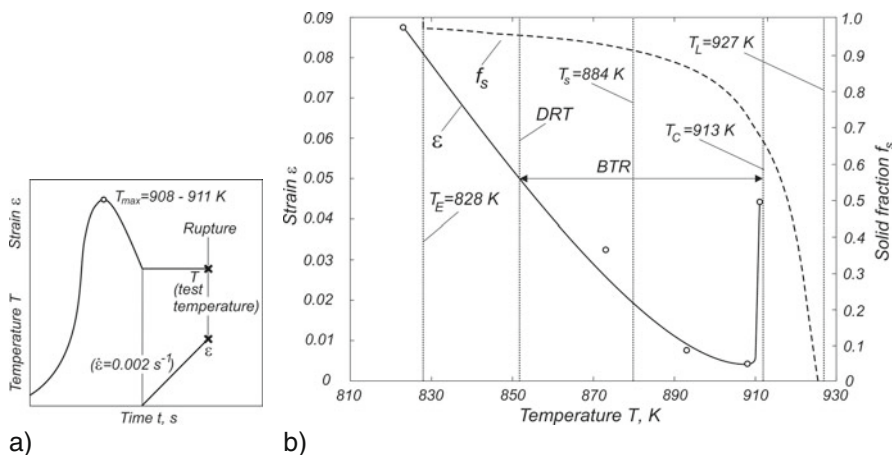 T_max=908 - 911 K
Rupture
T
(test
temperature)
ε
(ε̇=0.002 s⁻¹)
Temperature T
Strain ε
Time t, s
a)
0.09
0.08
0.07
0.06
0.05
0.04
0.03
0.02
0.01
0
Strain ε
f_s
ε
DRT
BTR
T_E=828 K
T_s=884 K
T_C=913 K
T_L=927 K
1.0
0.9
0.8
0.7
0.6
0.5
0.4
0.3
0.2
0.1
0
Solid fraction f_s
810 830 850 870 890 910 930
Temperature T, K
b)